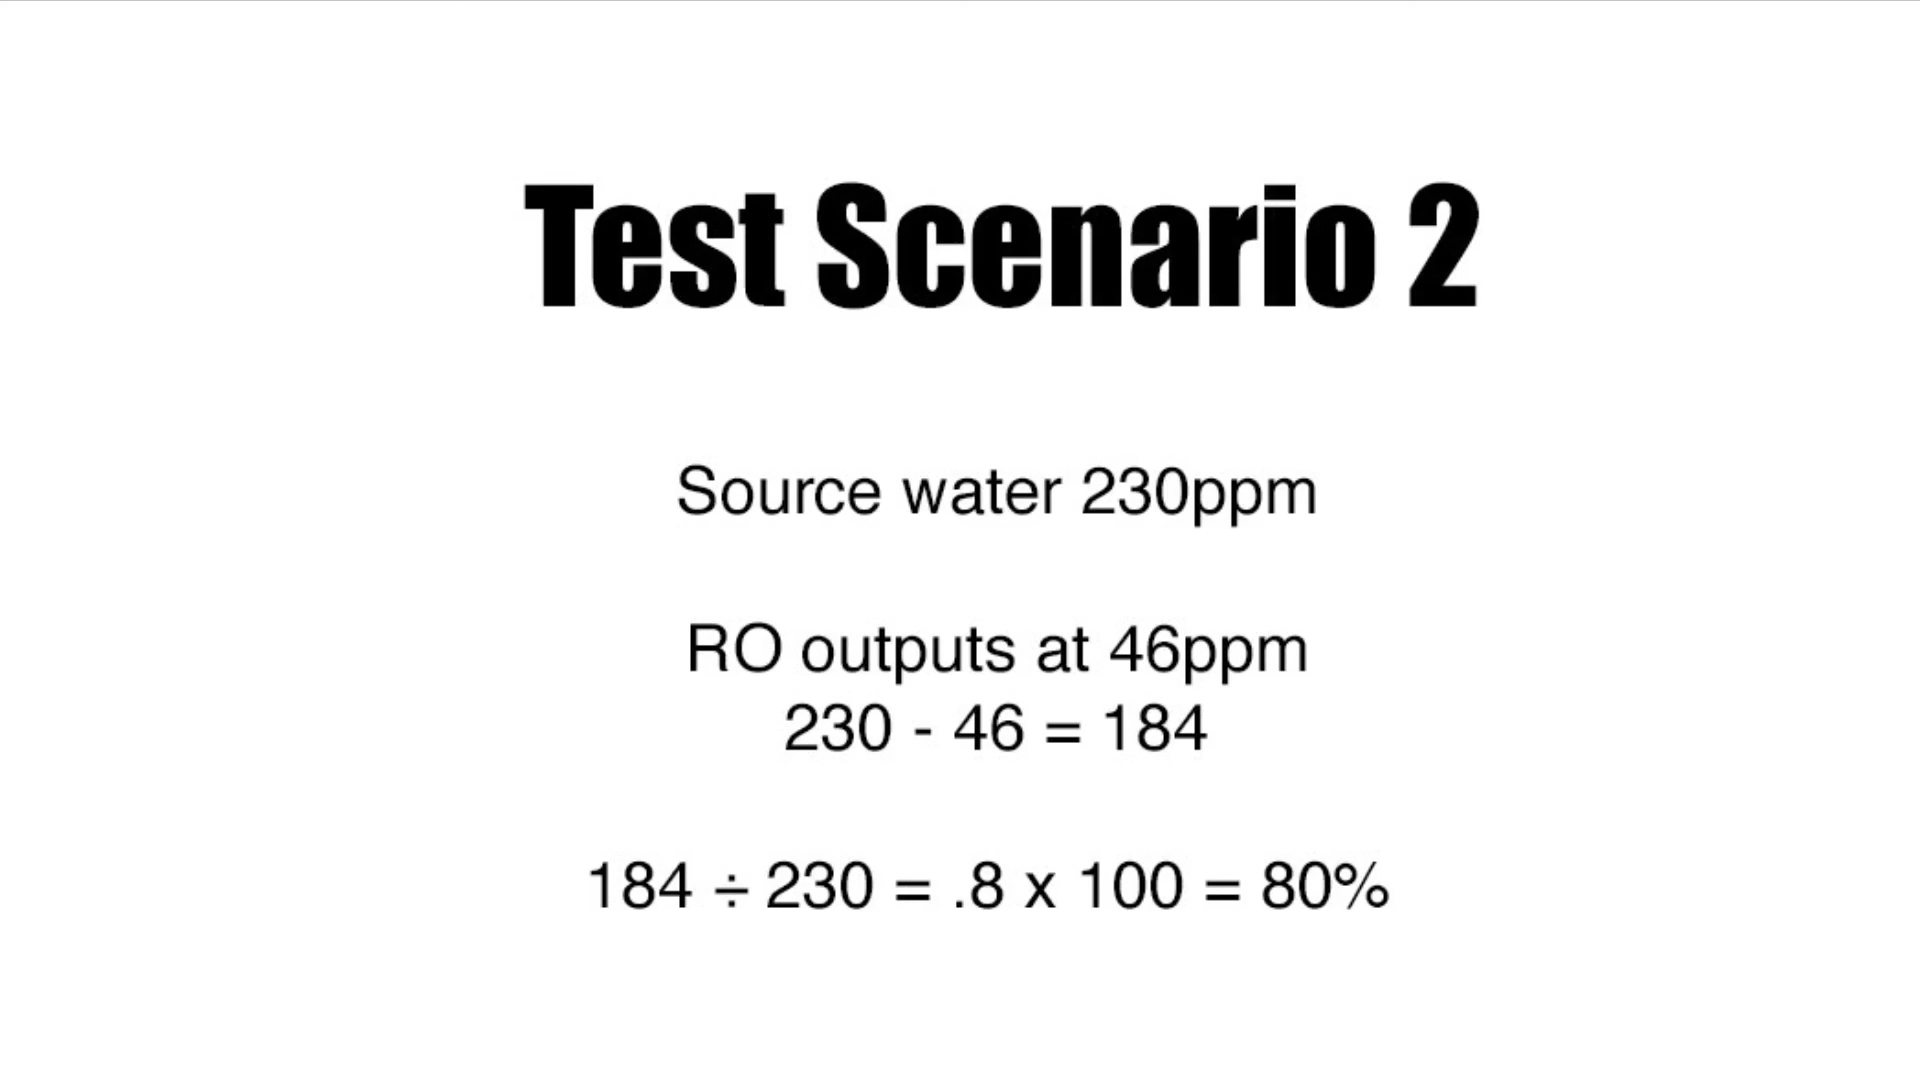 Test Scenario 2
Source water 230ppm
RO outputs at 46ppm
230 - 46 = 184
184 ÷ 230 = .8 x 100 = 80%